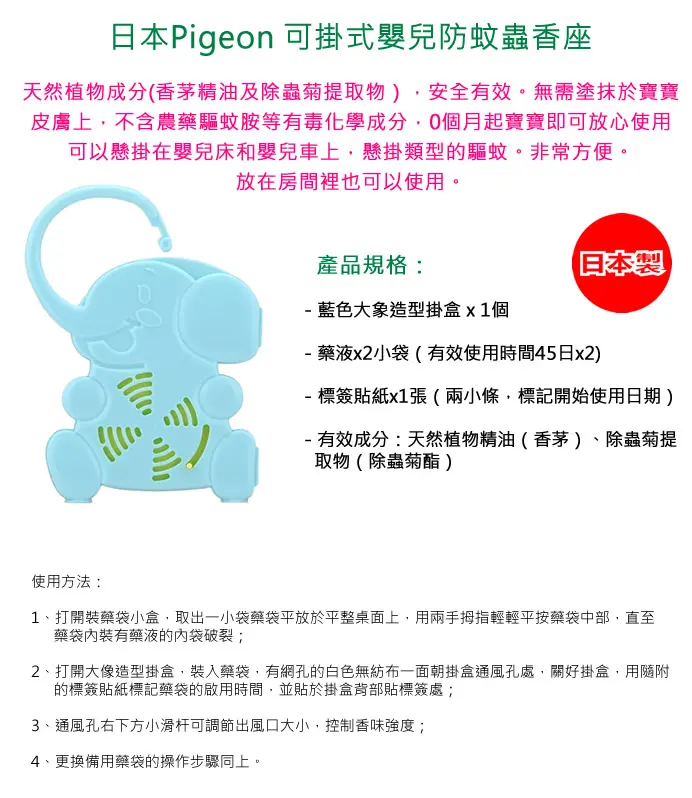 日本Pigeon 可掛式嬰兒防蚊蟲香座
天然植物成分(香茅精油及除蟲菊提取物），安全有效。無需塗抹於寶寶
皮膚上，不含農藥驅蚊胺等有毒化學成分，0個月起寶寶即可放心使用
可以懸掛在嬰兒床和嬰兒車上，懸掛類型的驅蚊。非常方便。
放在房間裡也可以使用。
產品規格：
日本製
- 藍色大象造型掛盒 x 1個
- 藥液x2小袋（有效使用時間45日x2)
- 標簽貼紙x1張（兩小條，標記開始使用日期）
- 有效成分：天然植物精油（香茅）、除蟲菊提
取物（除蟲菊酯）
使用方法：
1、打開裝藥袋小盒，取出一小袋藥袋平放於平整桌面上，用兩手拇指輕輕平按藥袋中部，直至
藥袋內裝有藥液的內袋破裂；
2、打開大像造型掛盒，裝入藥袋，有網孔的白色無紡布一面朝掛盒通風孔處，關好掛盒，用隨附
的標簽貼紙標記藥袋的啟用時間，並貼於掛盒背部貼標簽處；
3、通風孔右下方小滑杆可調節出風口大小，控制香味強度；
4、更換備用藥袋的操作步驟同上。